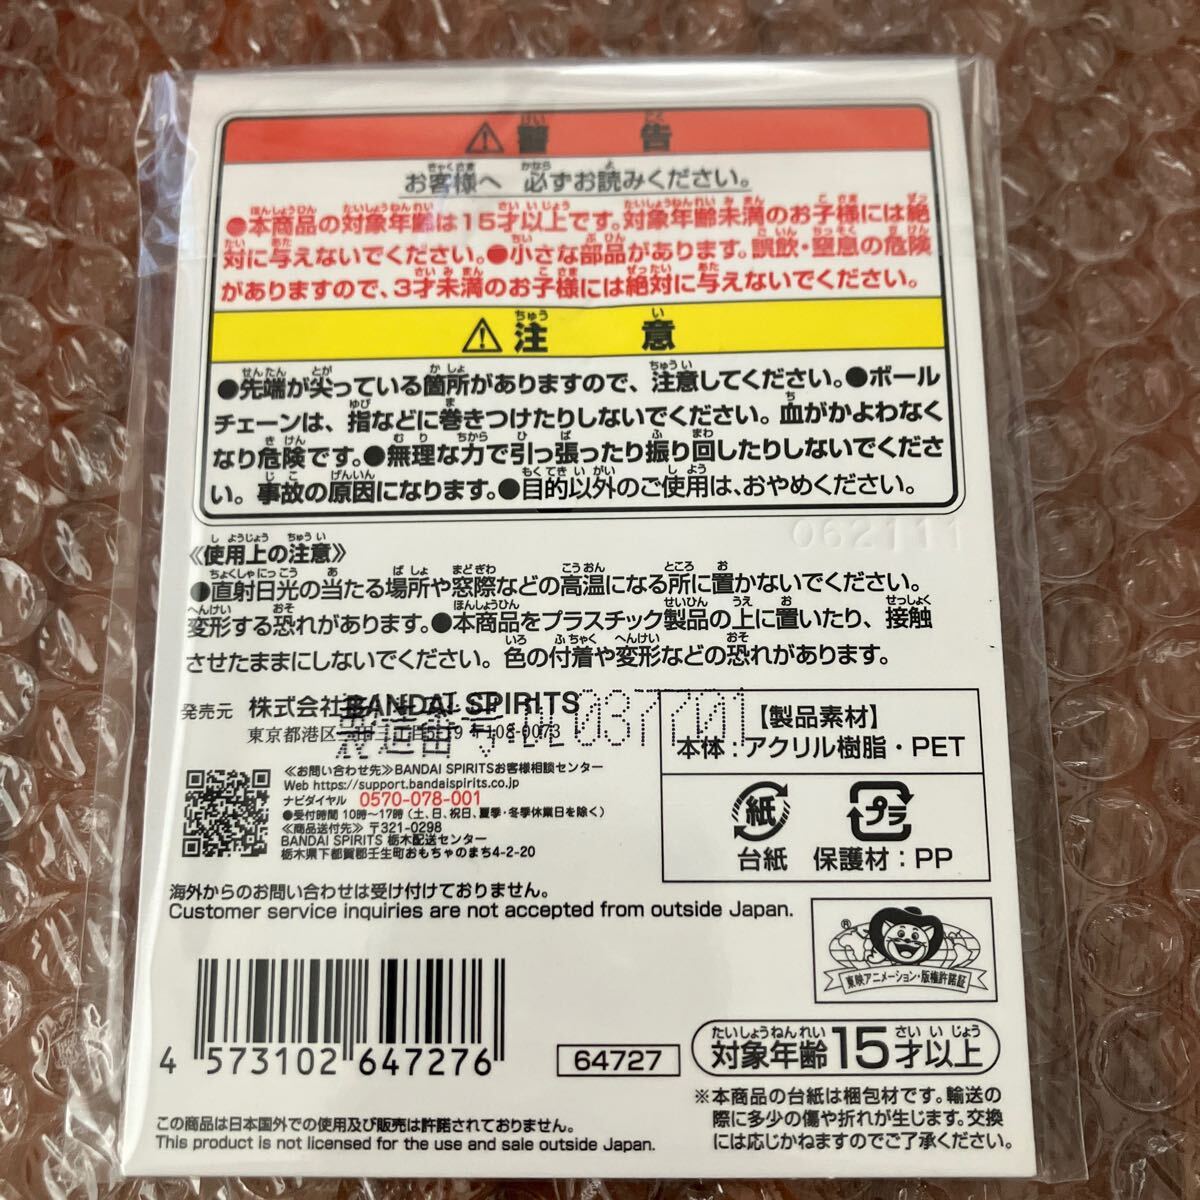 ⚠警告
お客様へ 必ずお読みください。
●本商品の対象年齢は15才以上です。対象年齢未満のお子様には絶
対に与えないでください。●小さな部品があります。誤飲・窒息の危険
がありますので、3才未満のお子様には絶対に与えないでください。
⚠注意
●先端が尖っている箇所がありますので、注意してください。●ボール
チェーンは、指などに巻きつけたりしないでください。血がかよわなく
なり危険です。●無理な力で引っ張ったり振り回したりしないでくださ
い。事故の原因になります。●目的以外のご使用は、おやめください。
062111
《使用上の注意》
●直射日光の当たる場所や窓際などの高温になる所に置かないでください。
変形する恐れがあります。●本商品をプラスチック製品の上に置いたり、接触
させたままにしないでください。色の付着や変形などの恐れがあります。
発売元 株式会社BANDAI SPIRITS
東京都港区 〒108-0073
製造番号:
《お問い合わせ先》BANDAI SPIRITSお客様相談センター
Web https://support.bandaispirits.co.jp
ナビダイヤル 0570-078-001
●受付時間 10時～17時(土、日、祝日、夏季・冬季休業日を除く)
《商品送付先》〒321-0298
BANDAI SPIRITS 栃木配送センター
栃木県下都賀郡壬生町おもちゃのまち4-2-20
【製品素材】
本体:アクリル樹脂・PET
紙
プラ
台紙 保護材:PP
海外からのお問い合わせは受け付けておりません。
Customer service inquiries are not accepted from outside Japan.
®
東映アニメーション・版権許諾証
4 573102 647276
64727
対象年齢15才以上
※本商品の台紙は梱包材です。輸送の
際に多少の傷や折れが生じます。交換
には応じかねますのでご了承ください。
この商品は日本国外での使用及び販売は許諾されておりません。
This product is not licensed for the use and sale outside Japan.